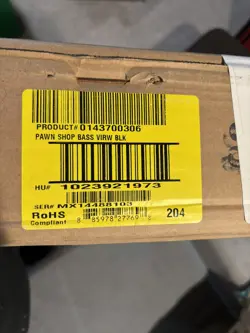 PRODUCT# 0143700306
PAWN SHOP BASS VIRW BLK
HU# 1023921973
SER# MX14488103
RoHS
Compliant
204